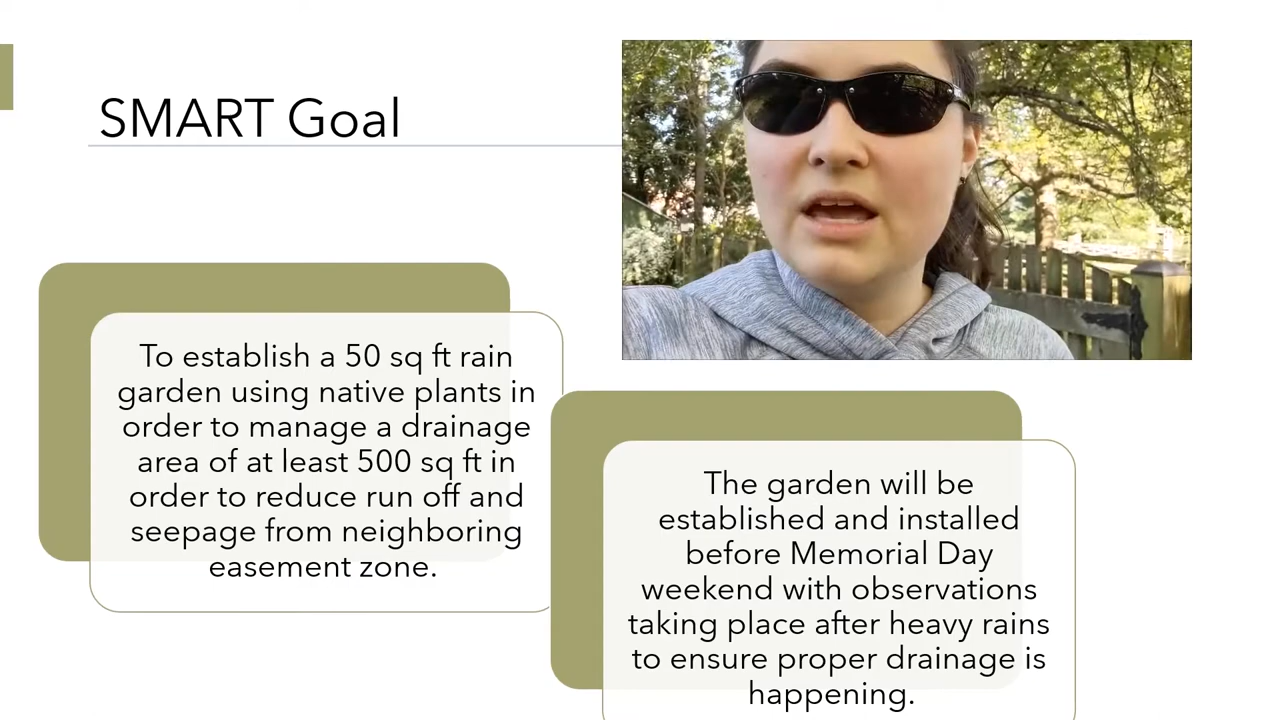 SMART Goal
To establish a 50 sq ft rain
garden using native plants in
order to manage a drainage
area of at least 500 sq ft in
order to reduce run off and
seepage from neighboring
easement zone.
The garden will be
established and installed
before Memorial Day
weekend with observations
taking place after heavy rains
to ensure proper drainage is
happening.